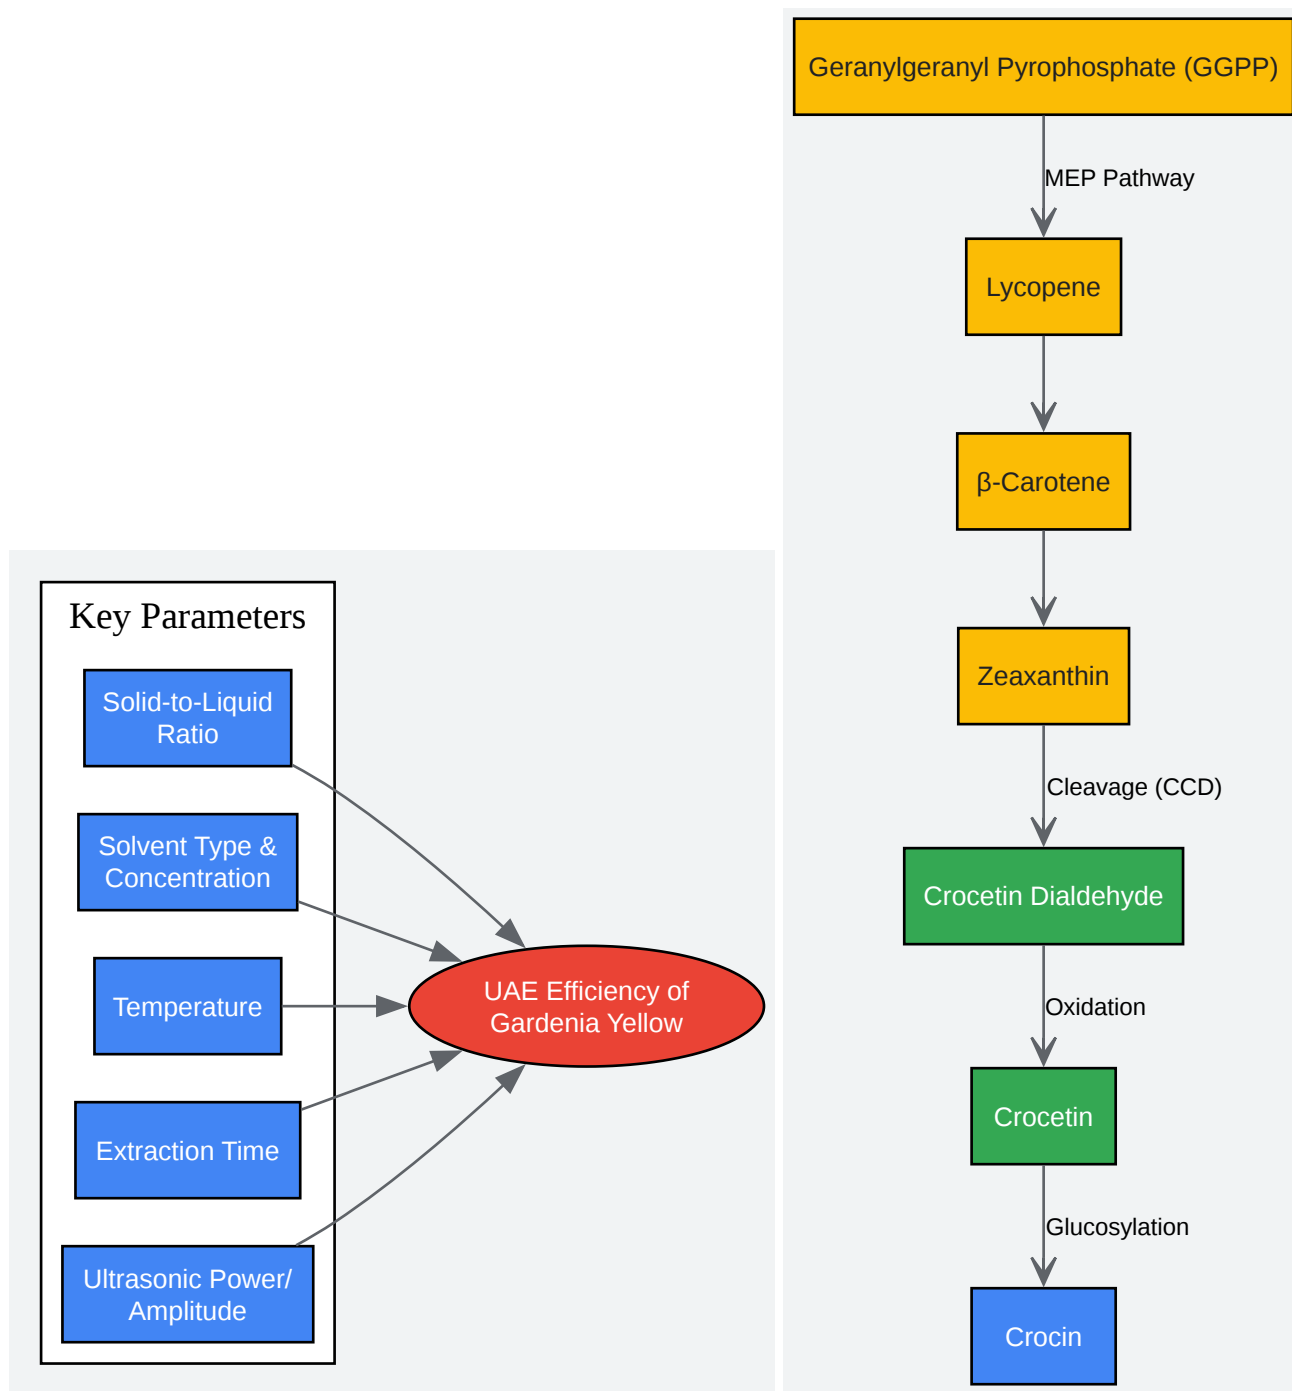 Key Parameters
Solid-to-Liquid
Ratio
Solvent Type &
Concentration
Temperature
Extraction Time
Ultrasonic Power/
Amplitude
UAE Efficiency of
Gardenia Yellow
Geranylgeranyl Pyrophosphate (GGPP)
MEP Pathway
Lycopene
β-Carotene
Zeaxanthin
Cleavage (CCD)
Crocetin Dialdehyde
Oxidation
Crocetin
Glucosylation
Crocin